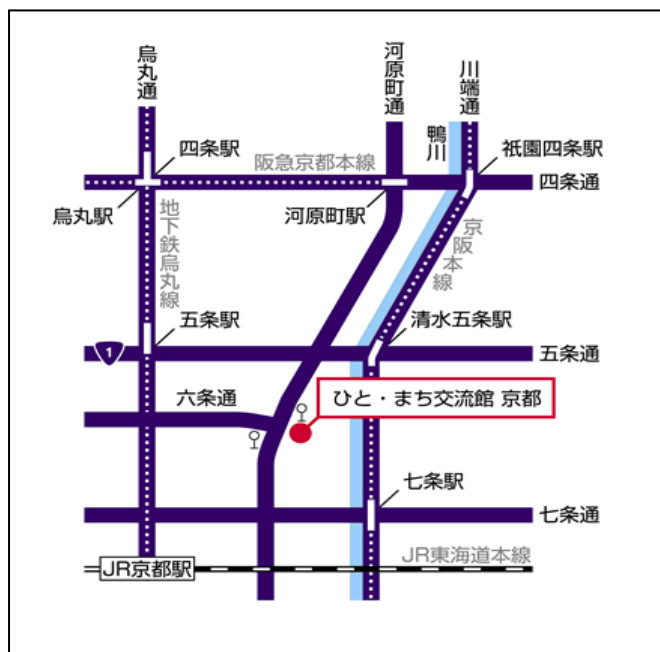 烏丸通
河原町通
川端通
鴨川
四条駅
阪急京都本線
祇園四条駅
四条通
烏丸駅
河原町駅
地下鉄烏丸線
京阪本線
五条駅
清水五条駅
1
五条通
六条通
ひと・まち交流館 京都
七条駅
七条通
JR東海道本線
JR京都駅